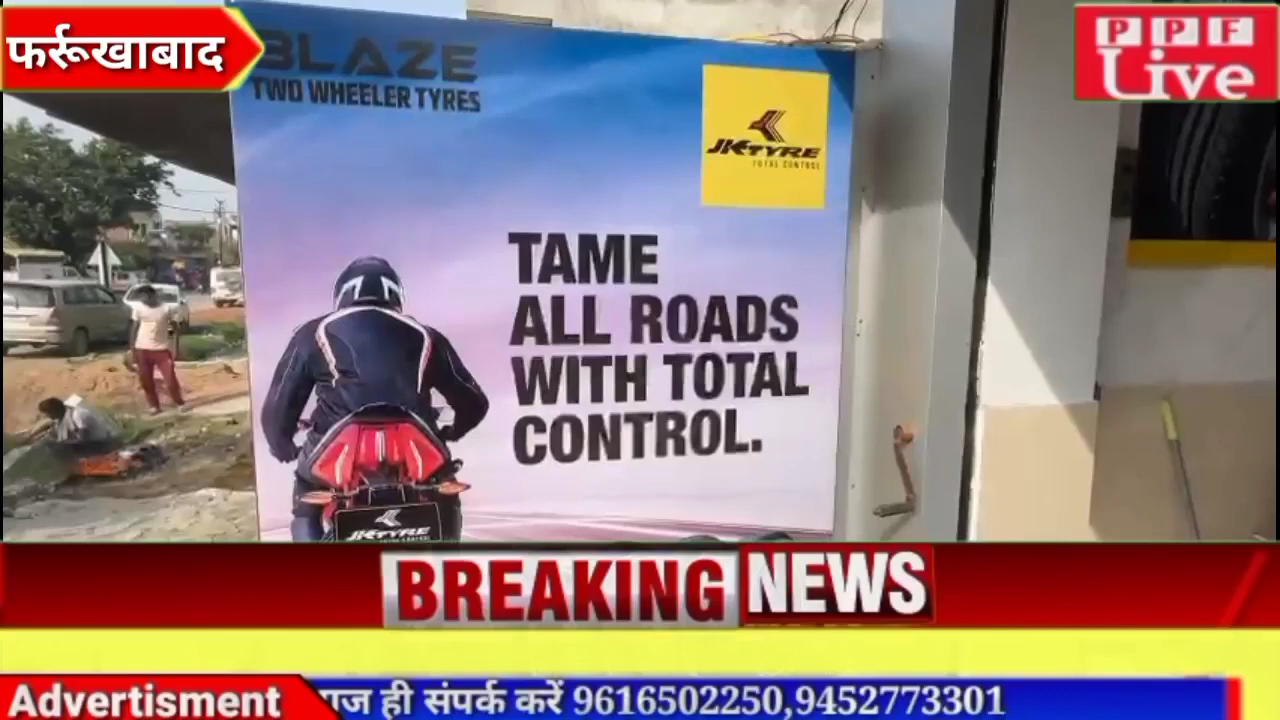 फर्रूखाबाद
PPF
Live
BLAZE
TWO WHEELER TYRES
JK TYRE
TOTAL CONTROL
TAME
ALL ROADS
WITH TOTAL
CONTROL.
JK TYRE
BREAKING NEWS
Advertisment
ही संपर्क करें 9616502250,9452773301